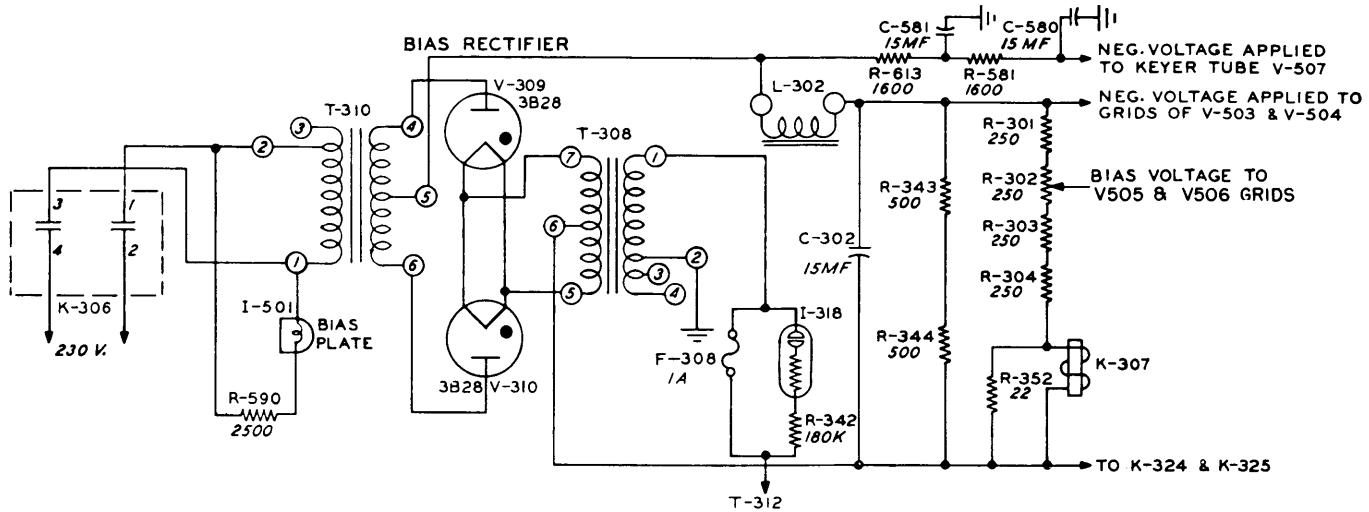 BIAS RECTIFIER
C-581
15MF
C-580
15 MF
NEG. VOLTAGE APPLIED
TO KEYER TUBE V-507
R-613
1600
R-581
1600
V-309
3B28
L-302
NEG. VOLTAGE APPLIED TO
GRIDS OF V-503 & V-504
T-310
3
4
2
5
1
6
T-308
7
1
6
2
3
5
4
R-301
250
R-302
250
BIAS VOLTAGE TO
V505 & V506 GRIDS
R-303
250
R-304
250
R-343
500
C-302
15MF
R-344
500
3
4
1
2
K-306
230 V.
I-501
BIAS
PLATE
R-590
2500
3B28 V-310
F-308
1A
I-318
R-342
180K
R-352
22
K-307
TO K-324 & K-325
T-312